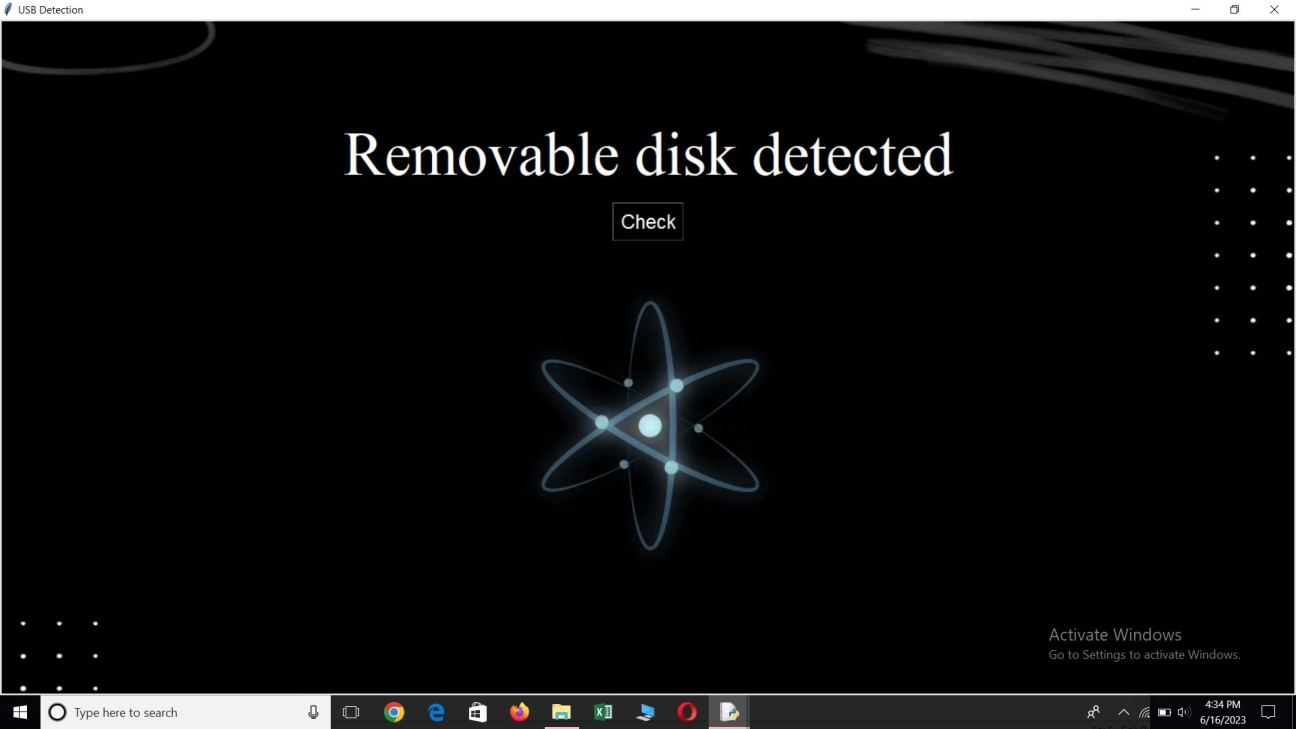 USB Detection
Removable disk detected
Check
Activate Windows
Go to Settings to activate Windows.
Type here to search
4:34 PM
6/16/2023